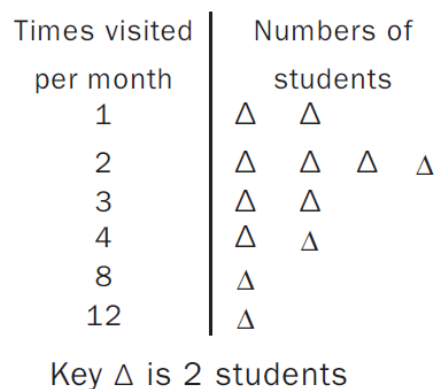 Times visited per month Numbers of students
1 Δ Δ
2 Δ Δ Δ Δ
3 Δ Δ
4 Δ Δ
8 Δ
12 Δ
Key Δ is 2 students